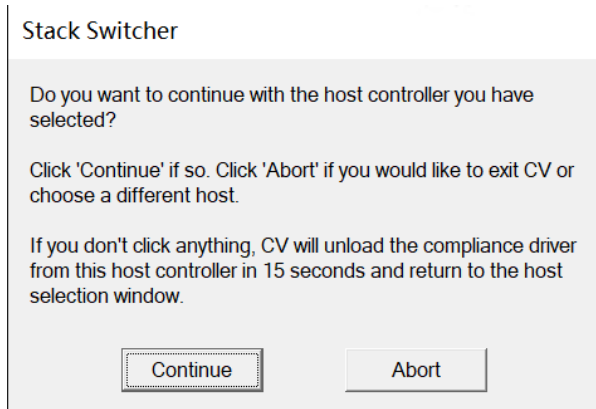 Stack Switcher
Do you want to continue with the host controller you have
selected?
Click 'Continue' if so. Click 'Abort' if you would like to exit CV or
choose a different host.
If you don't click anything, CV will unload the compliance driver
from this host controller in 15 seconds and return to the host
selection window.
Continue
Abort